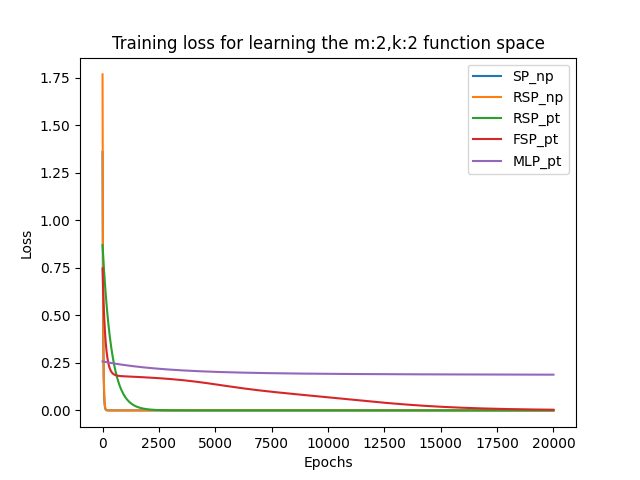 Training loss for learning the m:2,k:2 function space
SP_np
RSP_np
RSP_pt
FSP_pt
MLP_pt
Loss
1.75
1.50
1.25
1.00
0.75
0.50
0.25
0.00
0 2500 5000 7500 10000 12500 15000 17500 20000
Epochs